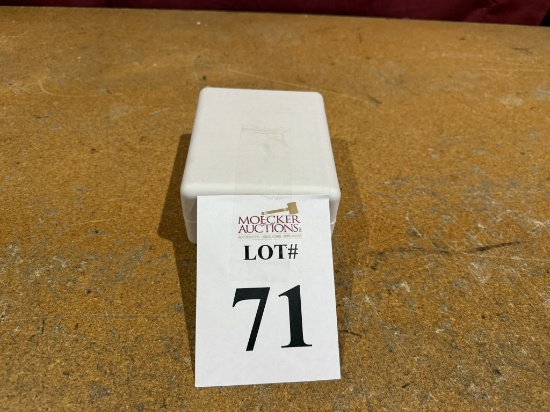 MOECKER
AUCTIONS
LOT#
71